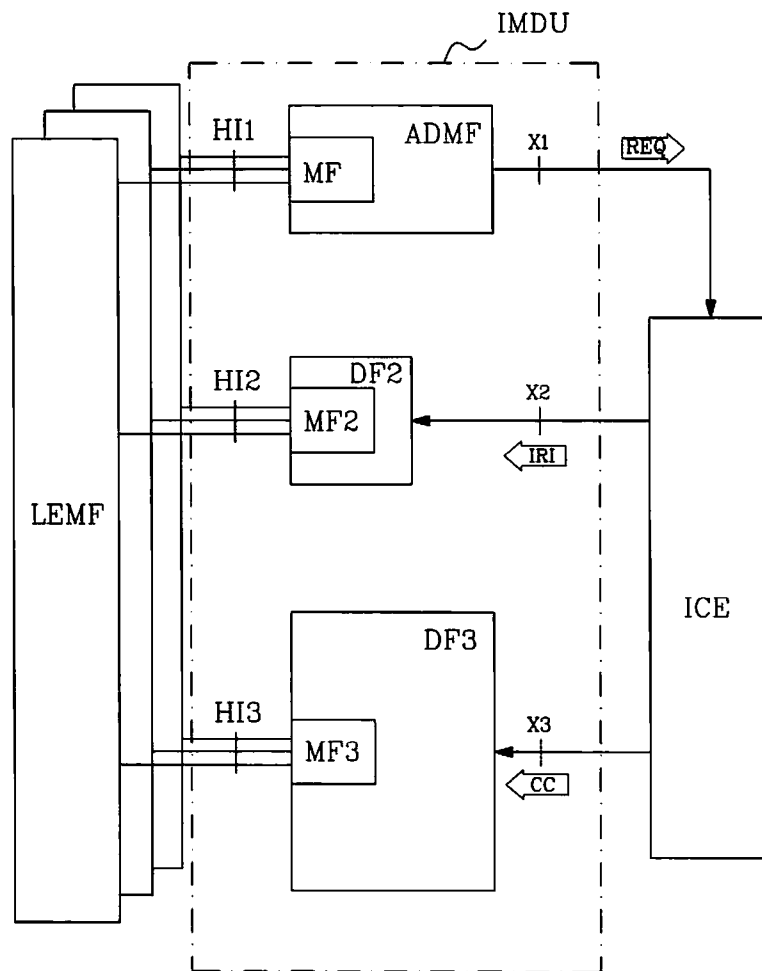 IMDU
HI1
ADMF
MF
X1
REQ
HI2
DF2
MF2
X2
IRI
LEMF
ICE
DF3
HI3
MF3
X3
CC